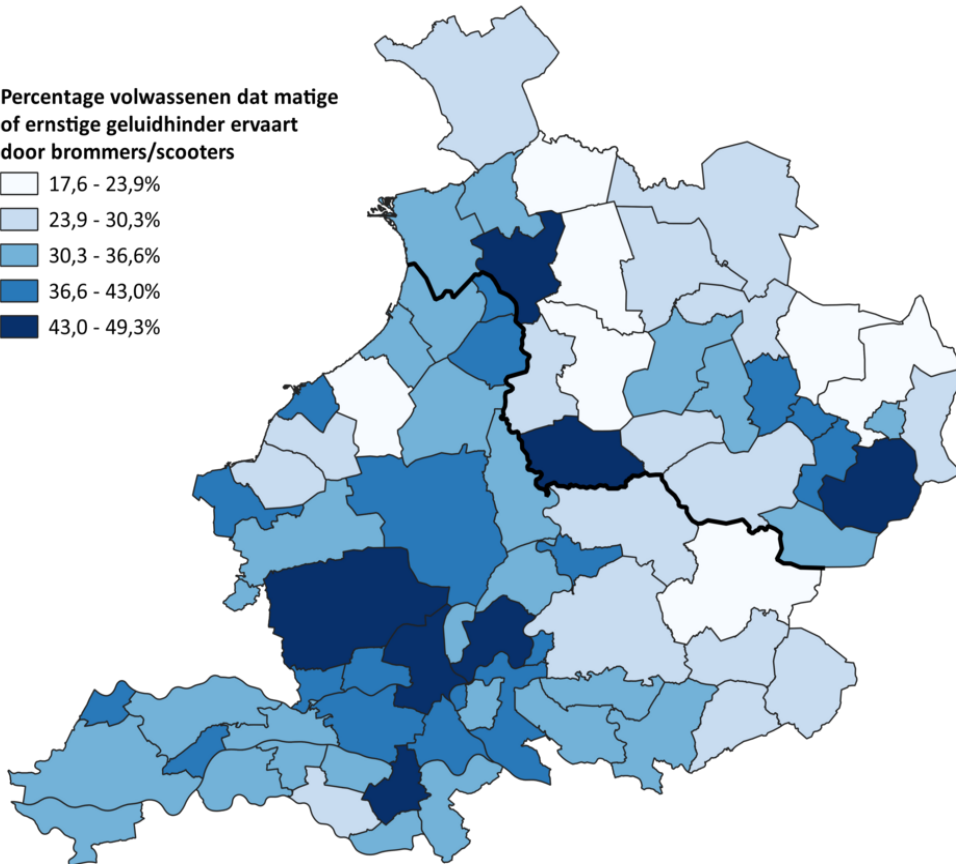 Percentage volwassenen dat matige
of ernstige geluidhinder ervaart
door brommers/scooters
17,6 - 23,9%
23,9 - 30,3%
30,3 - 36,6%
36,6 - 43,0%
43,0 - 49,3%